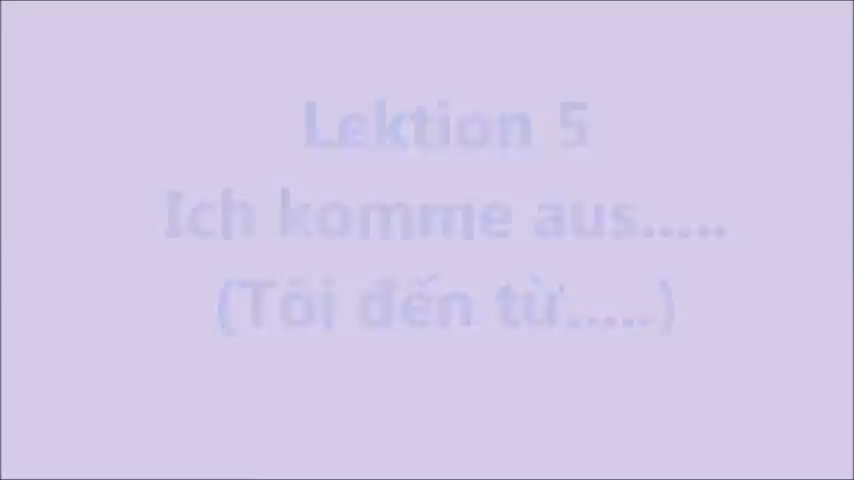 Lektion 5
Ich komme aus.....
(Tôi đến từ.....)